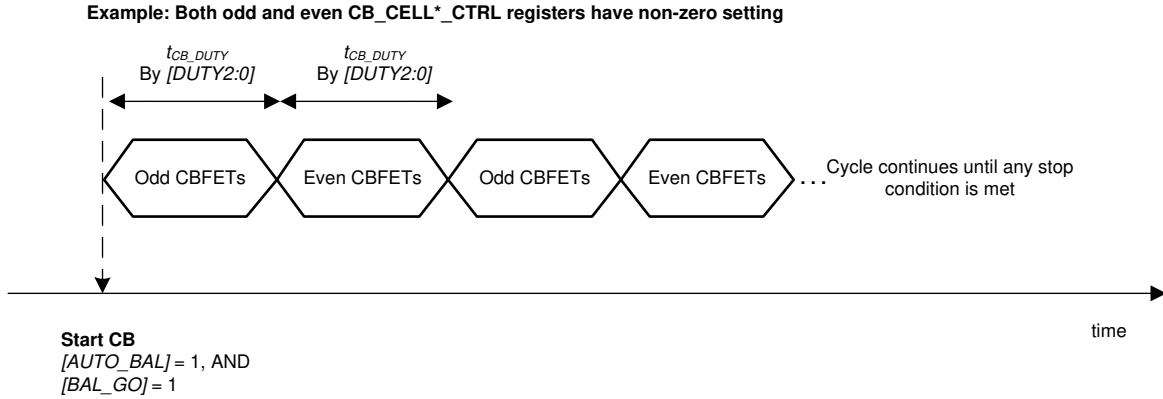 Example: Both odd and even CB_CELL*_CTRL registers have non-zero setting
tCB_DUTY
By [DUTY2:0]
tCB_DUTY
By [DUTY2:0]
Odd CBFETs
Even CBFETs
Odd CBFETs
Even CBFETs
...
Cycle continues until any stop
condition is met
time
Start CB
[AUTO_BAL] = 1, AND
[BAL_GO] = 1